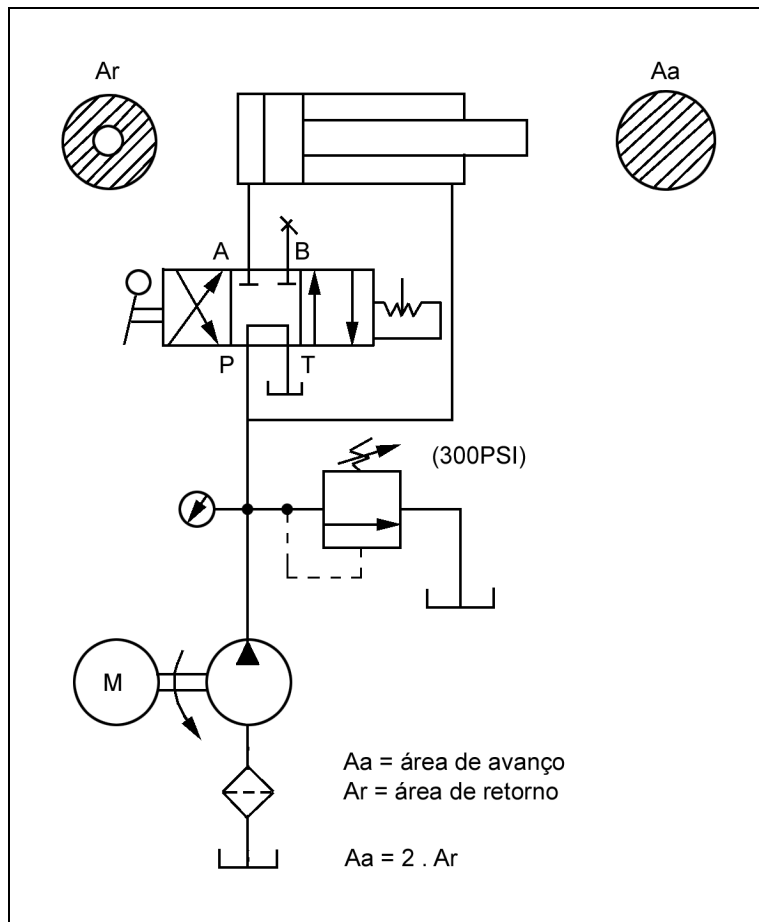 Ar
Aa
A
B
P
T
(300PSI)
M
Aa = área de avanço
Ar = área de retorno
Aa = 2 . Ar